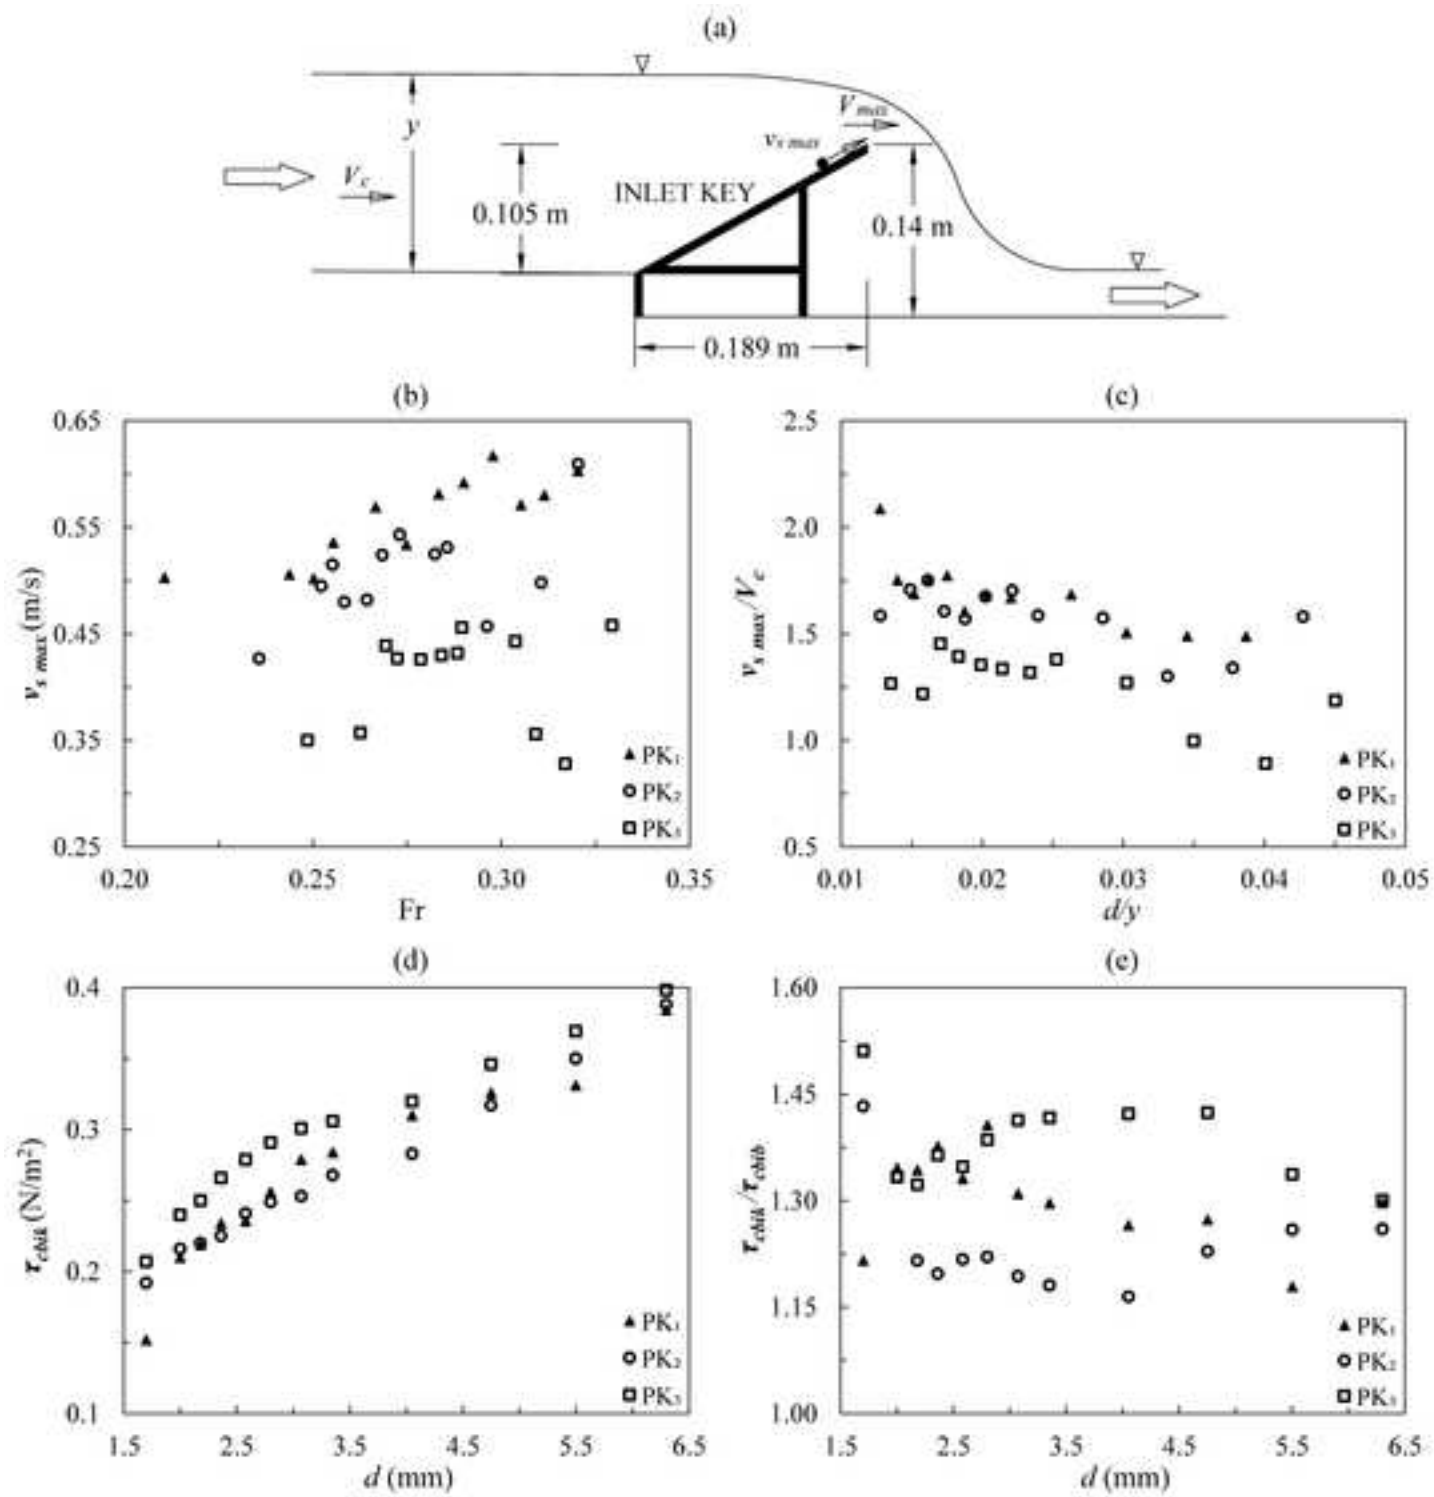 (a)
y
V_c
0.105 m
INLET KEY
V_max
v_s max
0.14 m
0.189 m
(b)
v_s max (m/s)
0.65
0.55
0.45
0.35
0.25
0.20 0.25 0.30 0.35
Fr
PK₁
PK₂
PK₃
(c)
v_s max/V_c
2.5
2.0
1.5
1.0
0.5
0.01 0.02 0.03 0.04 0.05
d/y
PK₁
PK₂
PK₃
(d)
τ_cbik (N/m²)
0.4
0.3
0.2
0.1
1.5 2.5 3.5 4.5 5.5 6.5
d (mm)
PK₁
PK₂
PK₃
(e)
τ_cbik/τ_cbib
1.60
1.45
1.30
1.15
1.00
1.5 2.5 3.5 4.5 5.5 6.5
d (mm)
PK₁
PK₂
PK₃